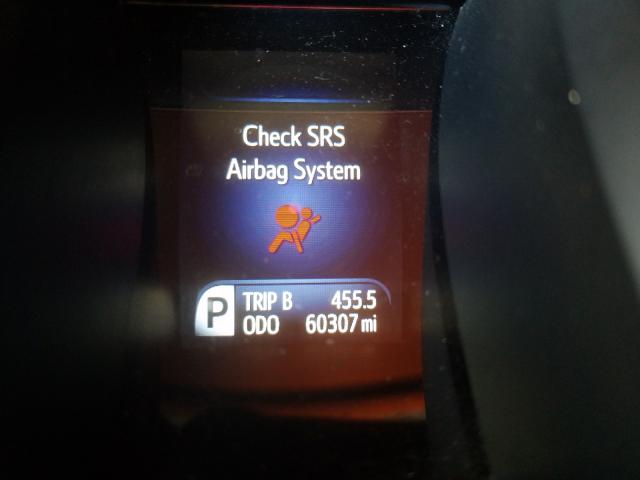 Check SRS
Airbag System
P
TRIP B 455.5
ODO 60307 mi